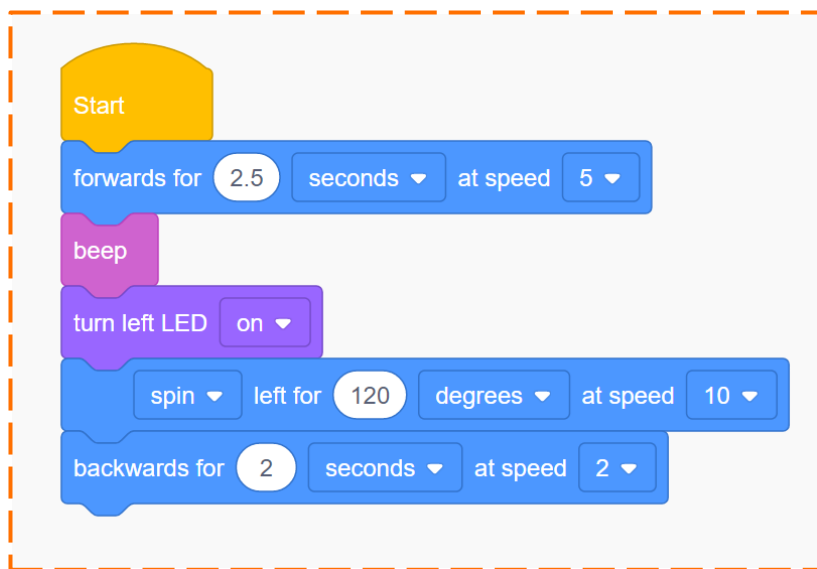 Start
forwards for 2.5 seconds at speed 5
beep
turn left LED on
spin left for 120 degrees at speed 10
backwards for 2 seconds at speed 2